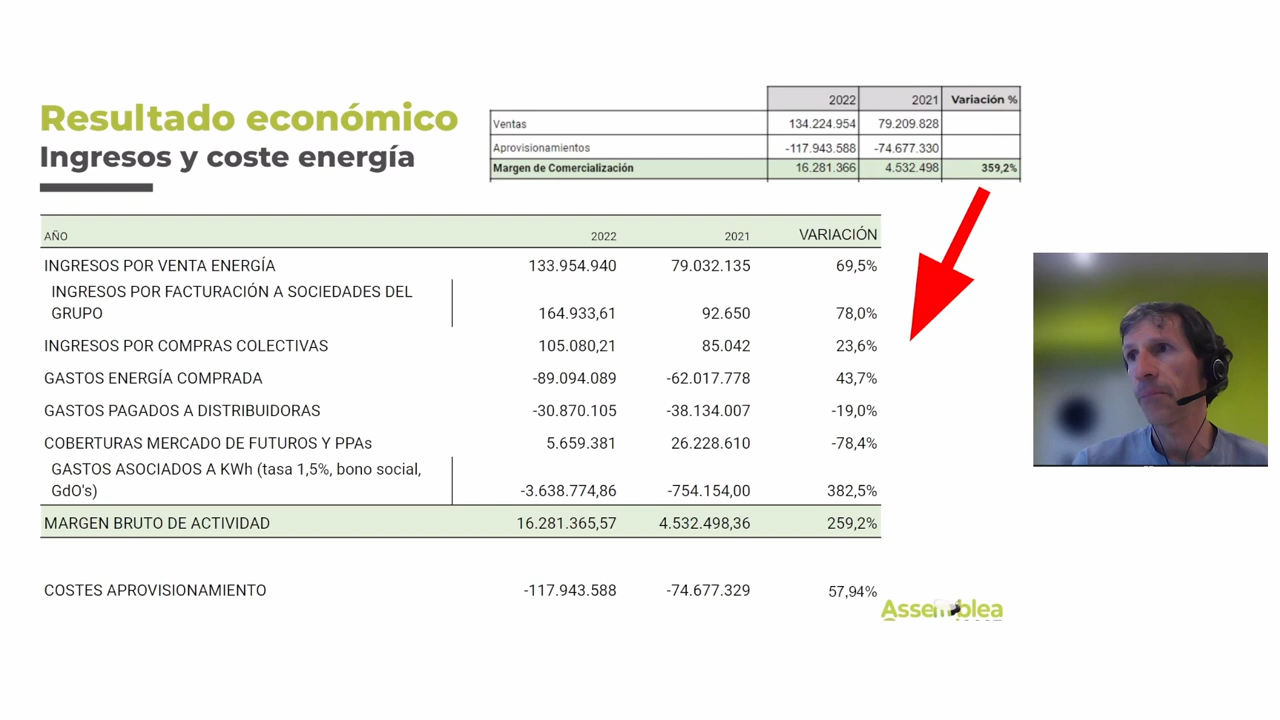 Resultado económico
Ingresos y coste energía
2022 2021 Variación %
Ventas 134.224.954 79.209.828
Aprovisionamientos -117.943.588 -74.677.330
Margen de Comercialización 16.281.366 4.532.498 359,2%
AÑO 2022 2021 VARIACIÓN
INGRESOS POR VENTA ENERGÍA 133.954.940 79.032.135 69,5%
INGRESOS POR FACTURACIÓN A SOCIEDADES DEL
GRUPO 164.933,61 92.650 78,0%
INGRESOS POR COMPRAS COLECTIVAS 105.080,21 85.042 23,6%
GASTOS ENERGÍA COMPRADA -89.094.089 -62.017.778 43,7%
GASTOS PAGADOS A DISTRIBUIDORAS -30.870.105 -38.134.007 -19,0%
COBERTURAS MERCADO DE FUTUROS Y PPAs 5.659.381 26.228.610 -78,4%
GASTOS ASOCIADOS A KWh (tasa 1,5%, bono social,
GdO's) -3.638.774,86 -754.154,00 382,5%
MARGEN BRUTO DE ACTIVIDAD 16.281.365,57 4.532.498,36 259,2%
COSTES APROVISIONAMIENTO -117.943.588 -74.677.329 57,94%
Assemblea